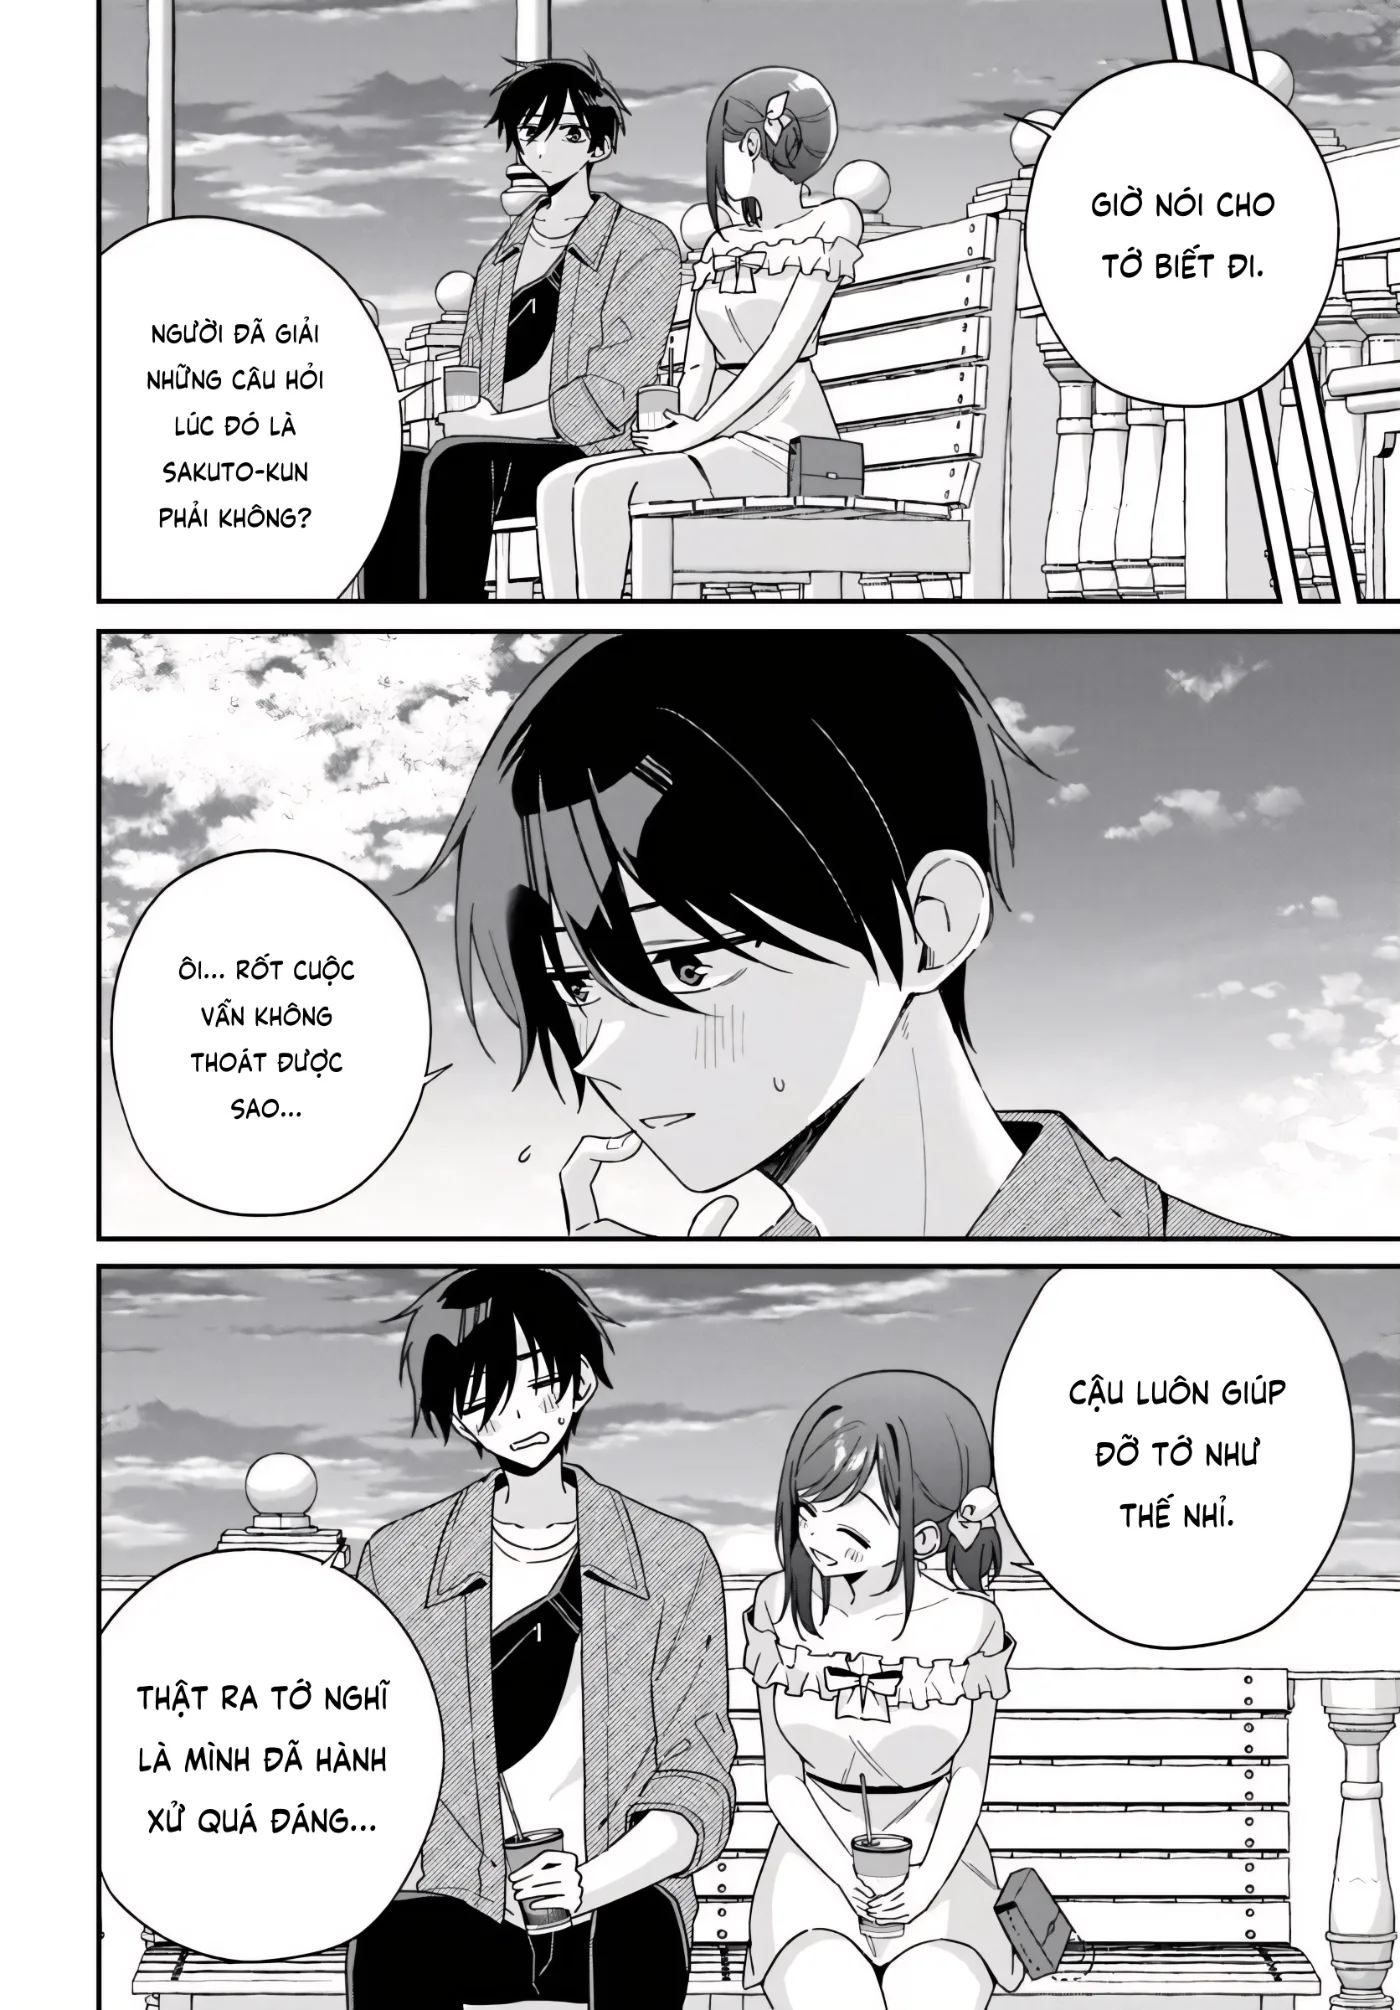 GIỜ NÓI CHO
TỚ BIẾT ĐI.
NGƯỜI ĐÃ GIẢI
NHỮNG CÂU HỎI
LÚC ĐÓ LÀ
SAKUTO-KUN
PHẢI KHÔNG?
ÔI... RỐT CUỘC
VẪN KHÔNG
THOÁT ĐƯỢC
SAO...
CẬU LUÔN GIÚP
ĐỠ TỚ NHƯ
THẾ NHỈ.
THẬT RA TỚ NGHĨ
LÀ MÌNH ĐÃ HÀNH
XỬ QUÁ ĐÁNG...